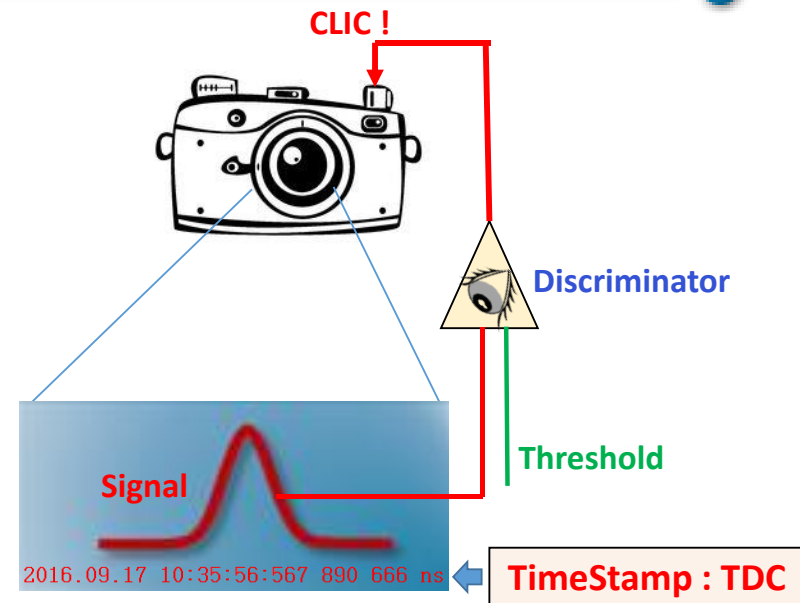 CLIC !
Discriminator
Threshold
Signal
2016.09.17 10:35:56:567 890 666 ns
TimeStamp : TDC